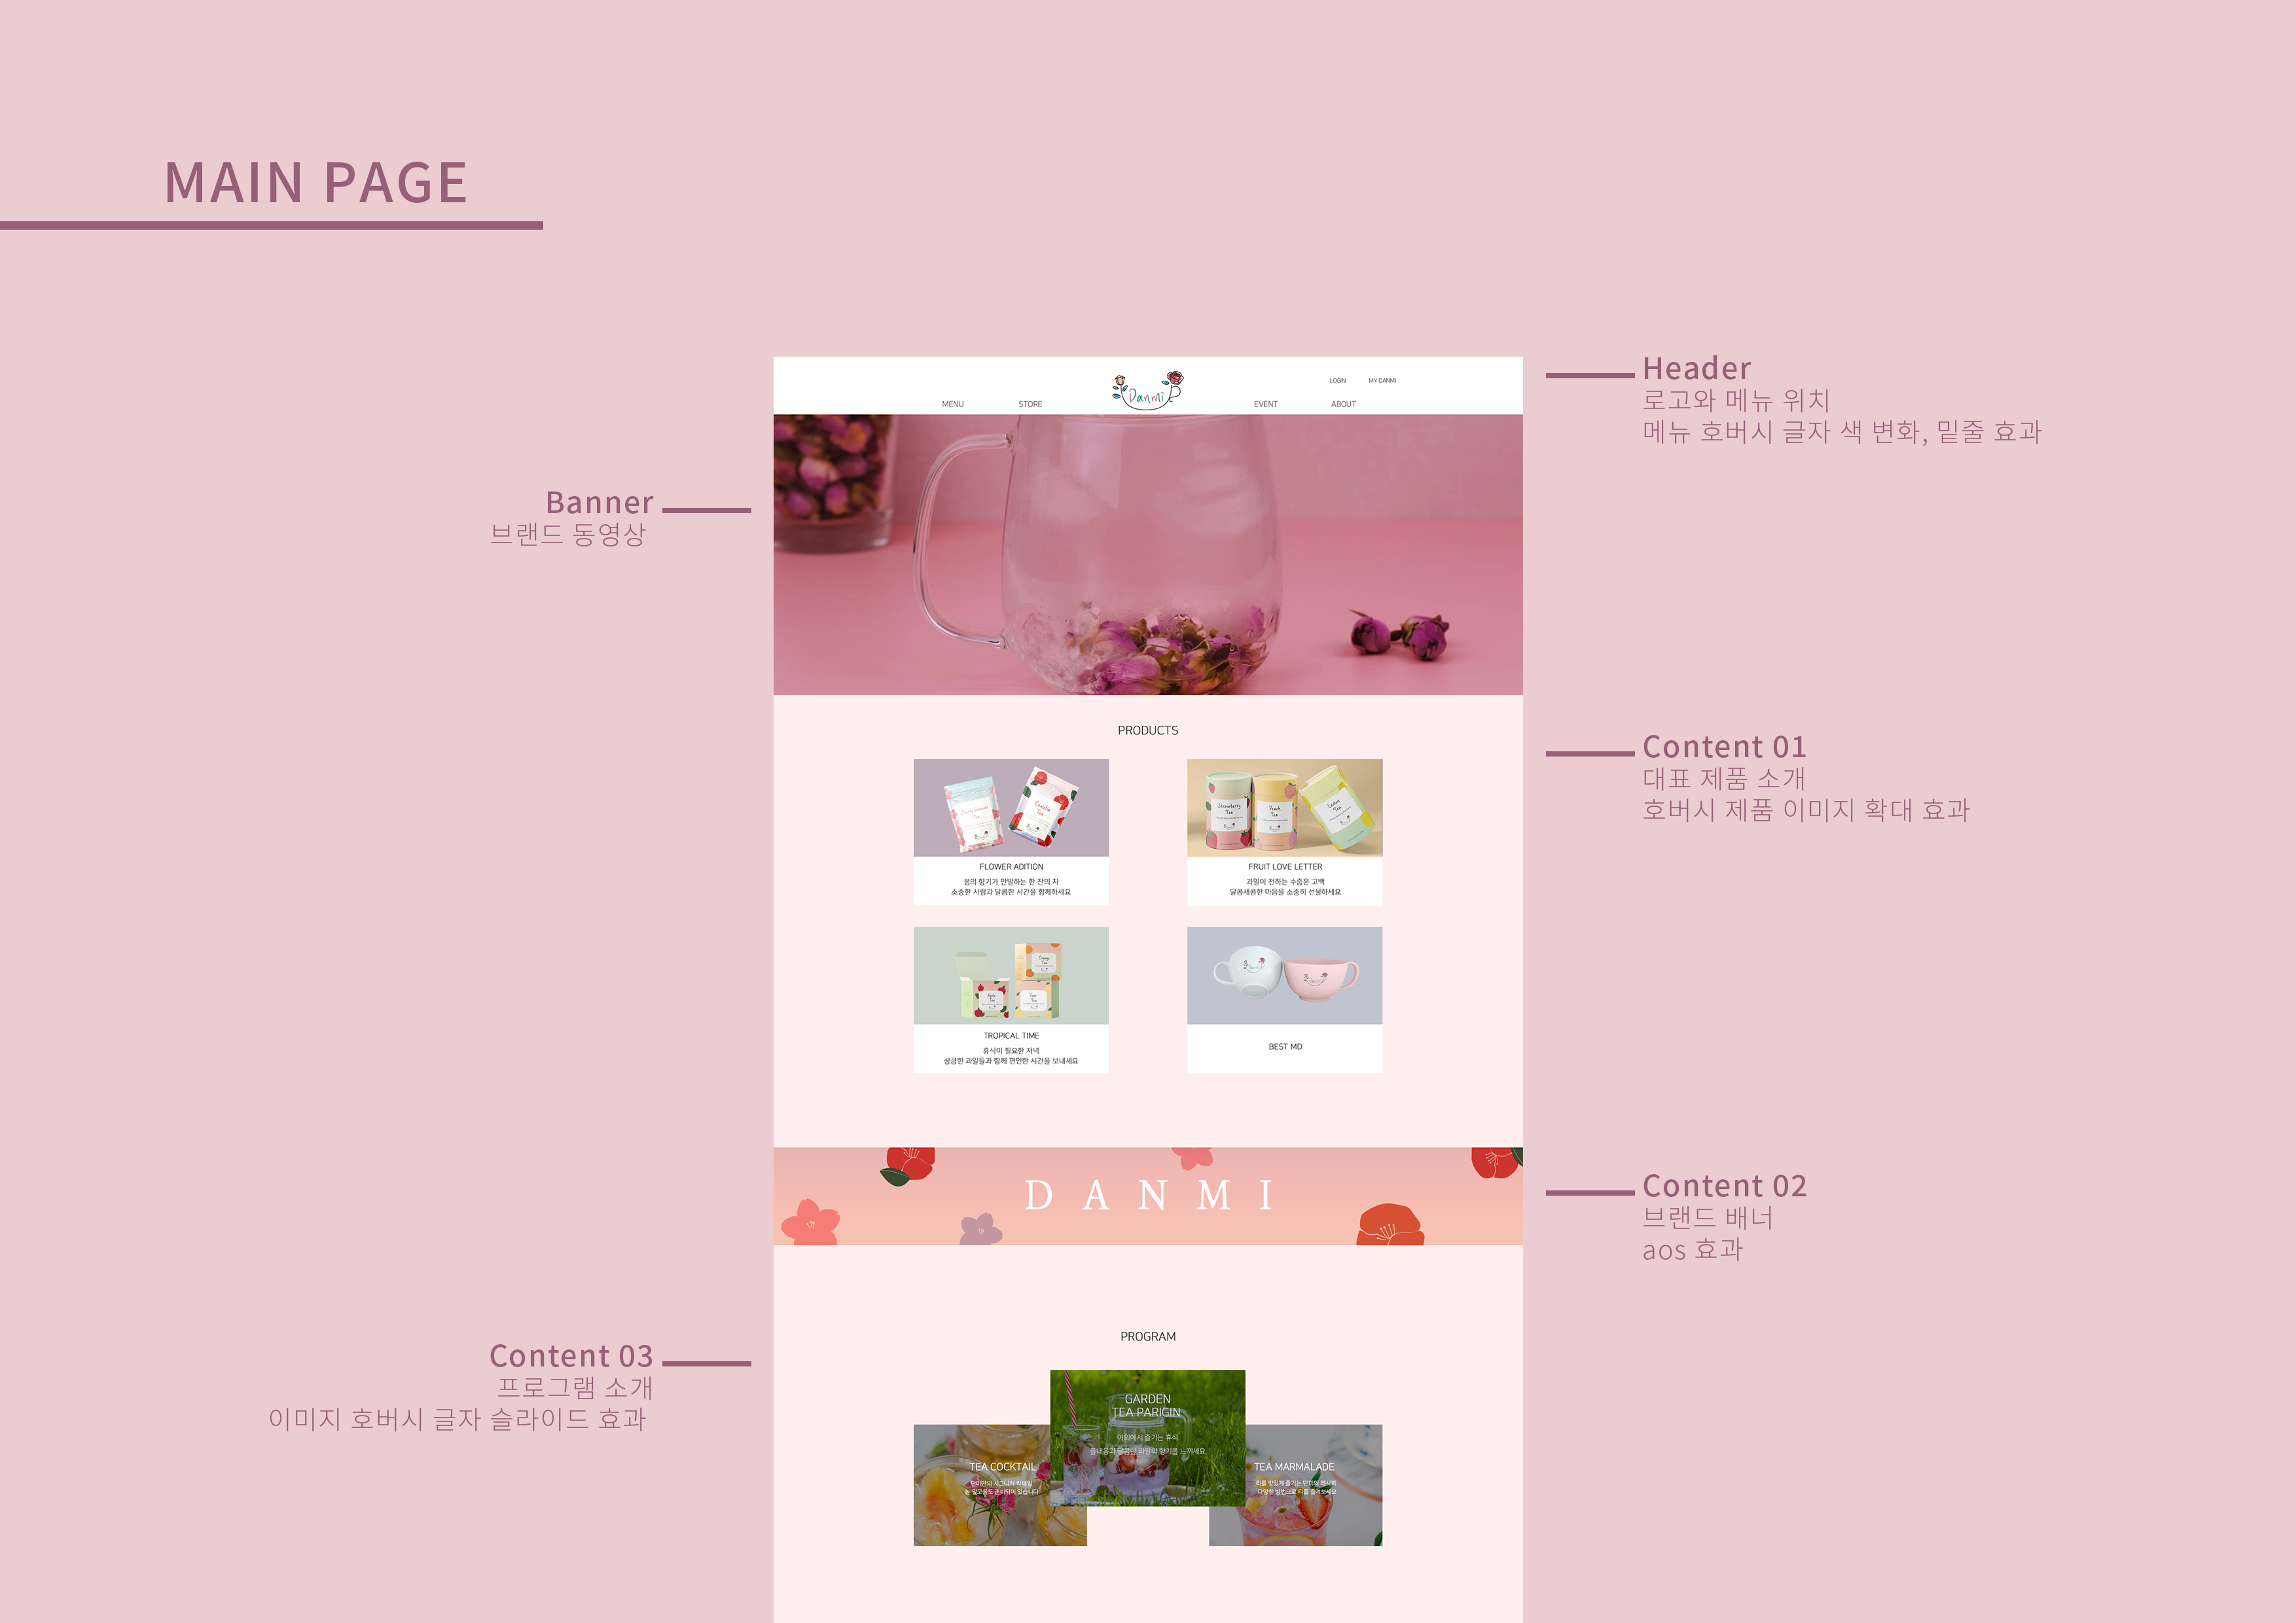 MAIN PAGE
Header
로고와 메뉴 위치
메뉴 호버시 글자 색 변화, 밑줄 효과
LOGIN MY DANMI
MENU STORE Danmi EVENT ABOUT
Banner
브랜드 동영상
PRODUCTS
Content 01
대표 제품 소개
호버시 제품 이미지 확대 효과
Camelia
Tea
Strawberry
Tea
Peach
Tea
FLOWER ADITION
봄의 향기가 만발하는 한 잔의 차
소중한 사람과 달콤한 시간을 함께하세요
FRUIT LOVE LETTER
과일이 전하는 수줍은 고백
달콤새콤한 마음을 소중히 선물하세요
TROPICAL TIME
휴식이 필요한 저녁
상큼한 과일들과 함께 편안한 시간을 보내세요
BEST MD
DANMI
Content 02
브랜드 배너
aos 효과
PROGRAM
Content 03
프로그램 소개
이미지 호버시 글자 슬라이드 효과
GARDEN
TEA PARIGIN
야외에서 즐기는 휴식
TEA COCKTAIL
TEA MARMALADE